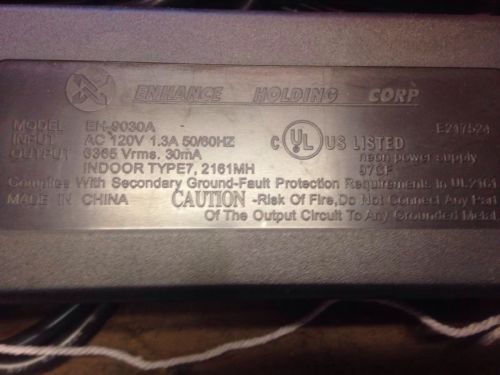 ENHANCE HOLDING CORP
MODEL EH-9030A E247524
INPUT AC 120V 1.3A 50/60HZ c UL US LISTED
OUTPUT 9365 Vrms. 30mA neon power supply
INDOOR TYPE7, 2161MH 97CF
Complies With Secondary Ground-Fault Protection Requirements in UL2161
MADE IN CHINA CAUTION -Risk Of Fire,Do Not Connect Any Part
Of The Output Circuit To Any Grounded Metal